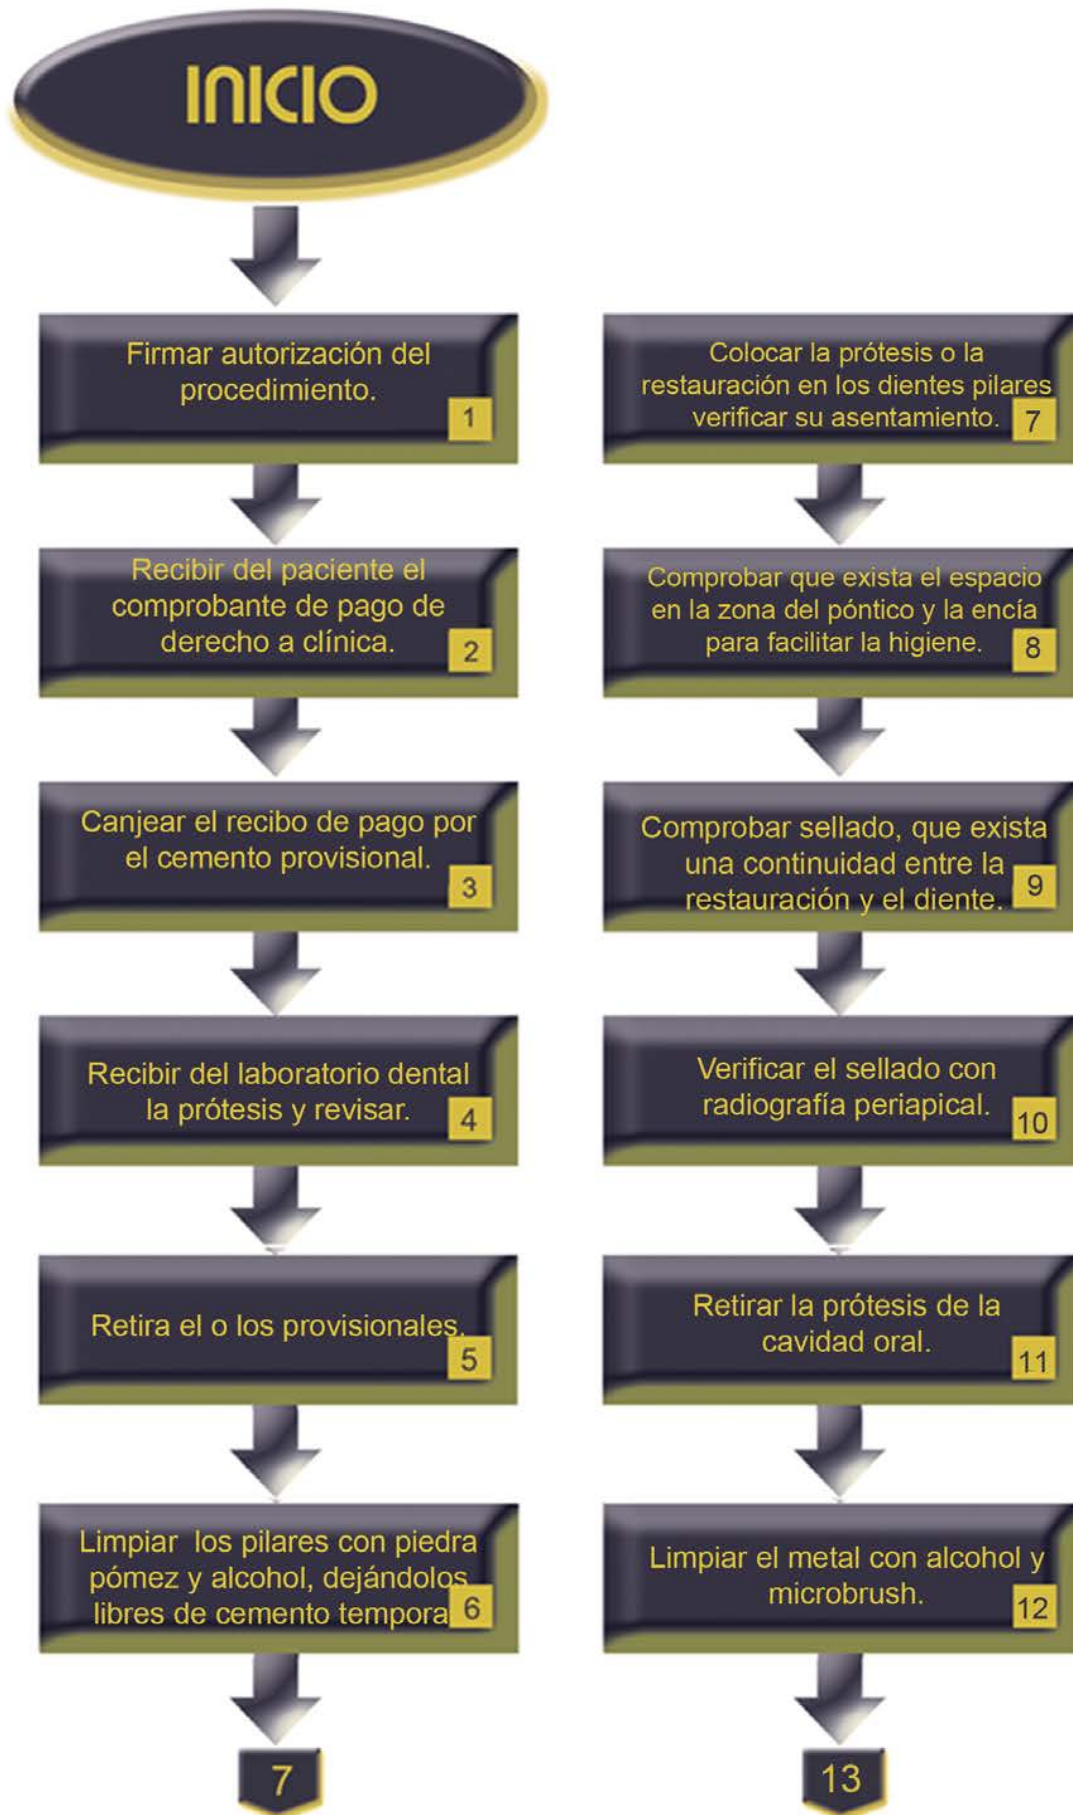 INICIO
Firmar autorización del
procedimiento.
1
Recibir del paciente el
comprobante de pago de
derecho a clínica.
2
Canjear el recibo de pago por
el cemento provisional.
3
Recibir del laboratorio dental
la prótesis y revisar.
4
Retira el o los provisionales.
5
Limpiar los pilares con piedra
pómez y alcohol, dejándolos
libres de cemento tempora
6
7
Colocar la prótesis o la
restauración en los dientes pilares
verificar su asentamiento.
7
Comprobar que exista el espacio
en la zona del póntico y la encía
para facilitar la higiene.
8
Comprobar sellado, que exista
una continuidad entre la
restauración y el diente.
9
Verificar el sellado con
radiografía periapical.
10
Retirar la prótesis de la
cavidad oral.
11
Limpiar el metal con alcohol y
microbrush.
12
13